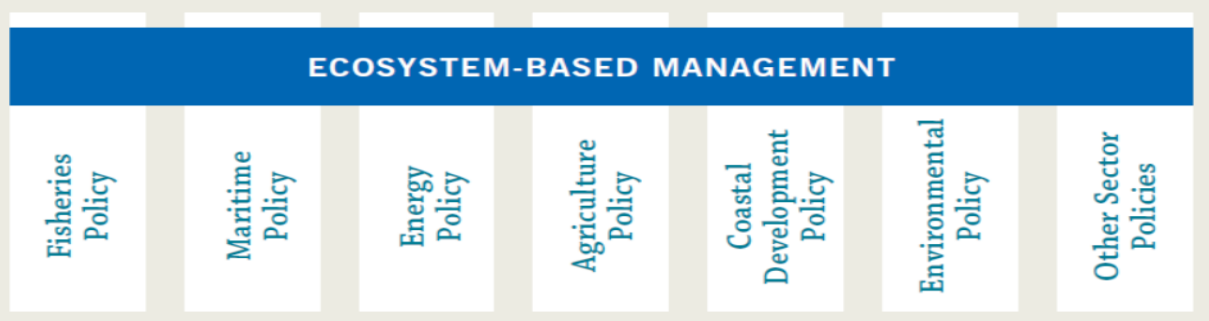 ECOSYSTEM-BASED MANAGEMENT
Fisheries
Policy
Maritime
Policy
Energy
Policy
Agriculture
Policy
Coastal
Development
Policy
Environmental
Policy
Other Sector
Policies